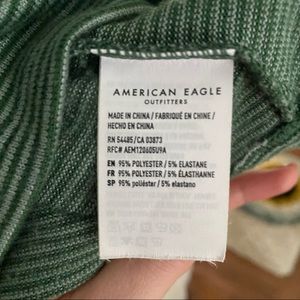 AMERICAN EAGLE
OUTFITTERS
MADE IN CHINA / FABRIQUÉ EN CHINE /
HECHO EN CHINA
RN 54485/CA 03873
RFC# AEM120605U9A
EN 95% POLYESTER / 5% ELASTANE
FR 95% POLYESTER / 5% ÉLASTHANNE
SP 95% poliéster / 5% elastano